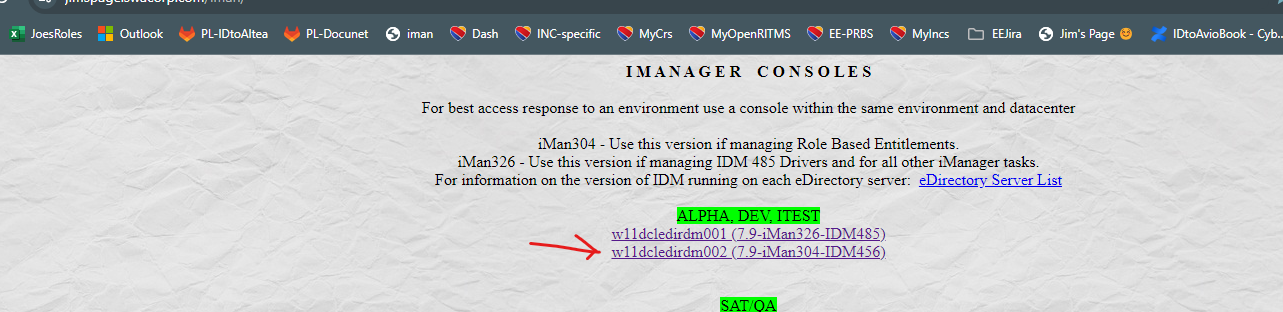 JoesRoles Outlook PL-IDtoAltea PL-Docunet iman Dash INC-specific MyCrs MyOpenRITMS EE-PRBS MyIncs EEJira Jim's Page 😊 IDtoAvioBook - Cyb...
IMANAGER CONSOLES
For best access response to an environment use a console within the same environment and datacenter
iMan304 - Use this version if managing Role Based Entitlements.
iMan326 - Use this version if managing IDM 485 Drivers and for all other iManager tasks.
For information on the version of IDM running on each eDirectory server: eDirectory Server List
ALPHA, DEV, ITEST
w11dcledirdm001 (7.9-iMan326-IDM485)
w11dcledirdm002 (7.9-iMan304-IDM456)
SAT/QA